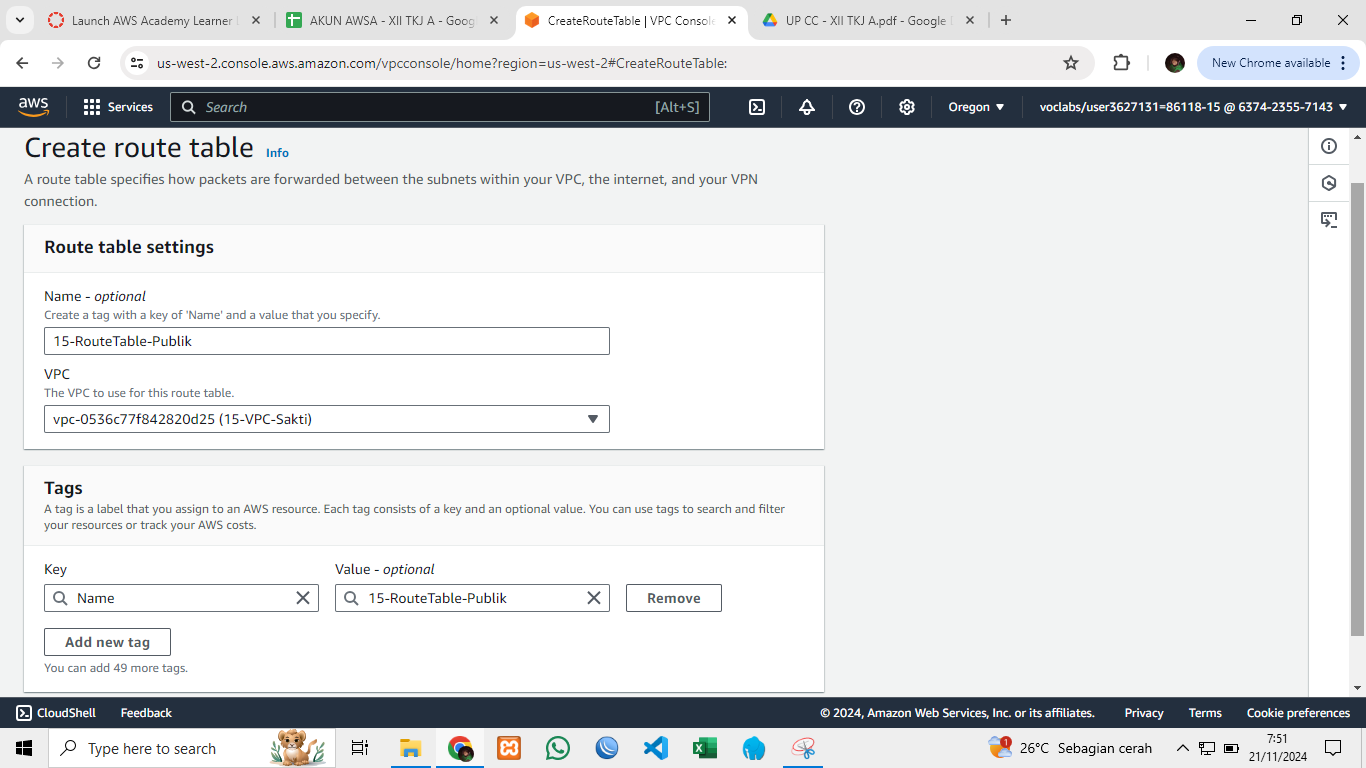 Launch AWS Academy Learner L
AKUN AWSA - XII TKJ A - Goog
CreateRouteTable | VPC Console
UP CC - XII TKJ A.pdf - Google D
us-west-2.console.aws.amazon.com/vpcconsole/home?region=us-west-2#CreateRouteTable:
New Chrome available
aws
Services
Search
[Alt+S]
Oregon
voclabs/user3627131=86118-15 @ 6374-2355-7143
Create route table Info
A route table specifies how packets are forwarded between the subnets within your VPC, the internet, and your VPN
connection.
Route table settings
Name - optional
Create a tag with a key of 'Name' and a value that you specify.
15-RouteTable-Publik
VPC
The VPC to use for this route table.
vpc-0536c77f842820d25 (15-VPC-Sakti)
Tags
A tag is a label that you assign to an AWS resource. Each tag consists of a key and an optional value. You can use tags to search and filter
your resources or track your AWS costs.
Key
Value - optional
Name
15-RouteTable-Publik
Remove
Add new tag
You can add 49 more tags.
CloudShell
Feedback
© 2024, Amazon Web Services, Inc. or its affiliates.
Privacy
Terms
Cookie preferences
Type here to search
1
26°C Sebagian cerah
7:51
21/11/2024